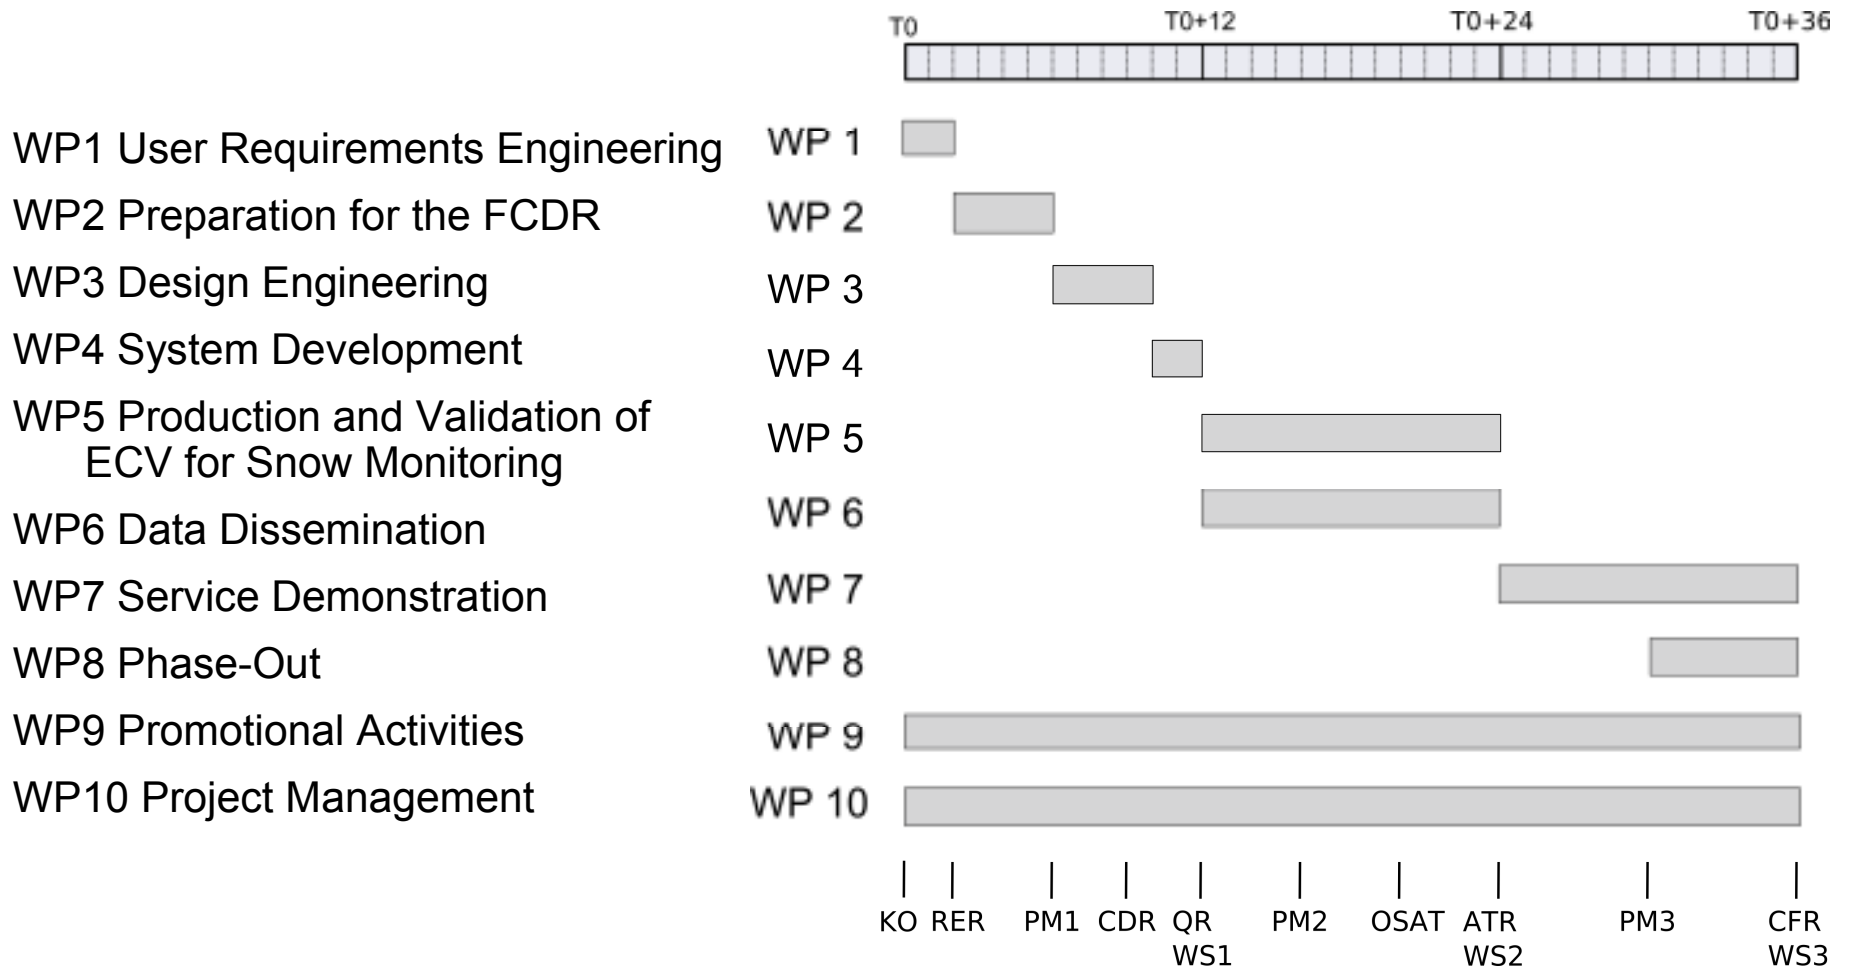 T0 T0+12 T0+24 T0+36
WP1 User Requirements Engineering
WP2 Preparation for the FCDR
WP3 Design Engineering
WP4 System Development
WP5 Production and Validation of
ECV for Snow Monitoring
WP6 Data Dissemination
WP7 Service Demonstration
WP8 Phase-Out
WP9 Promotional Activities
WP10 Project Management
WP 1
WP 2
WP 3
WP 4
WP 5
WP 6
WP 7
WP 8
WP 9
WP 10
KO RER PM1 CDR QR PM2 OSAT ATR PM3 CFR
WS1 WS2 WS3